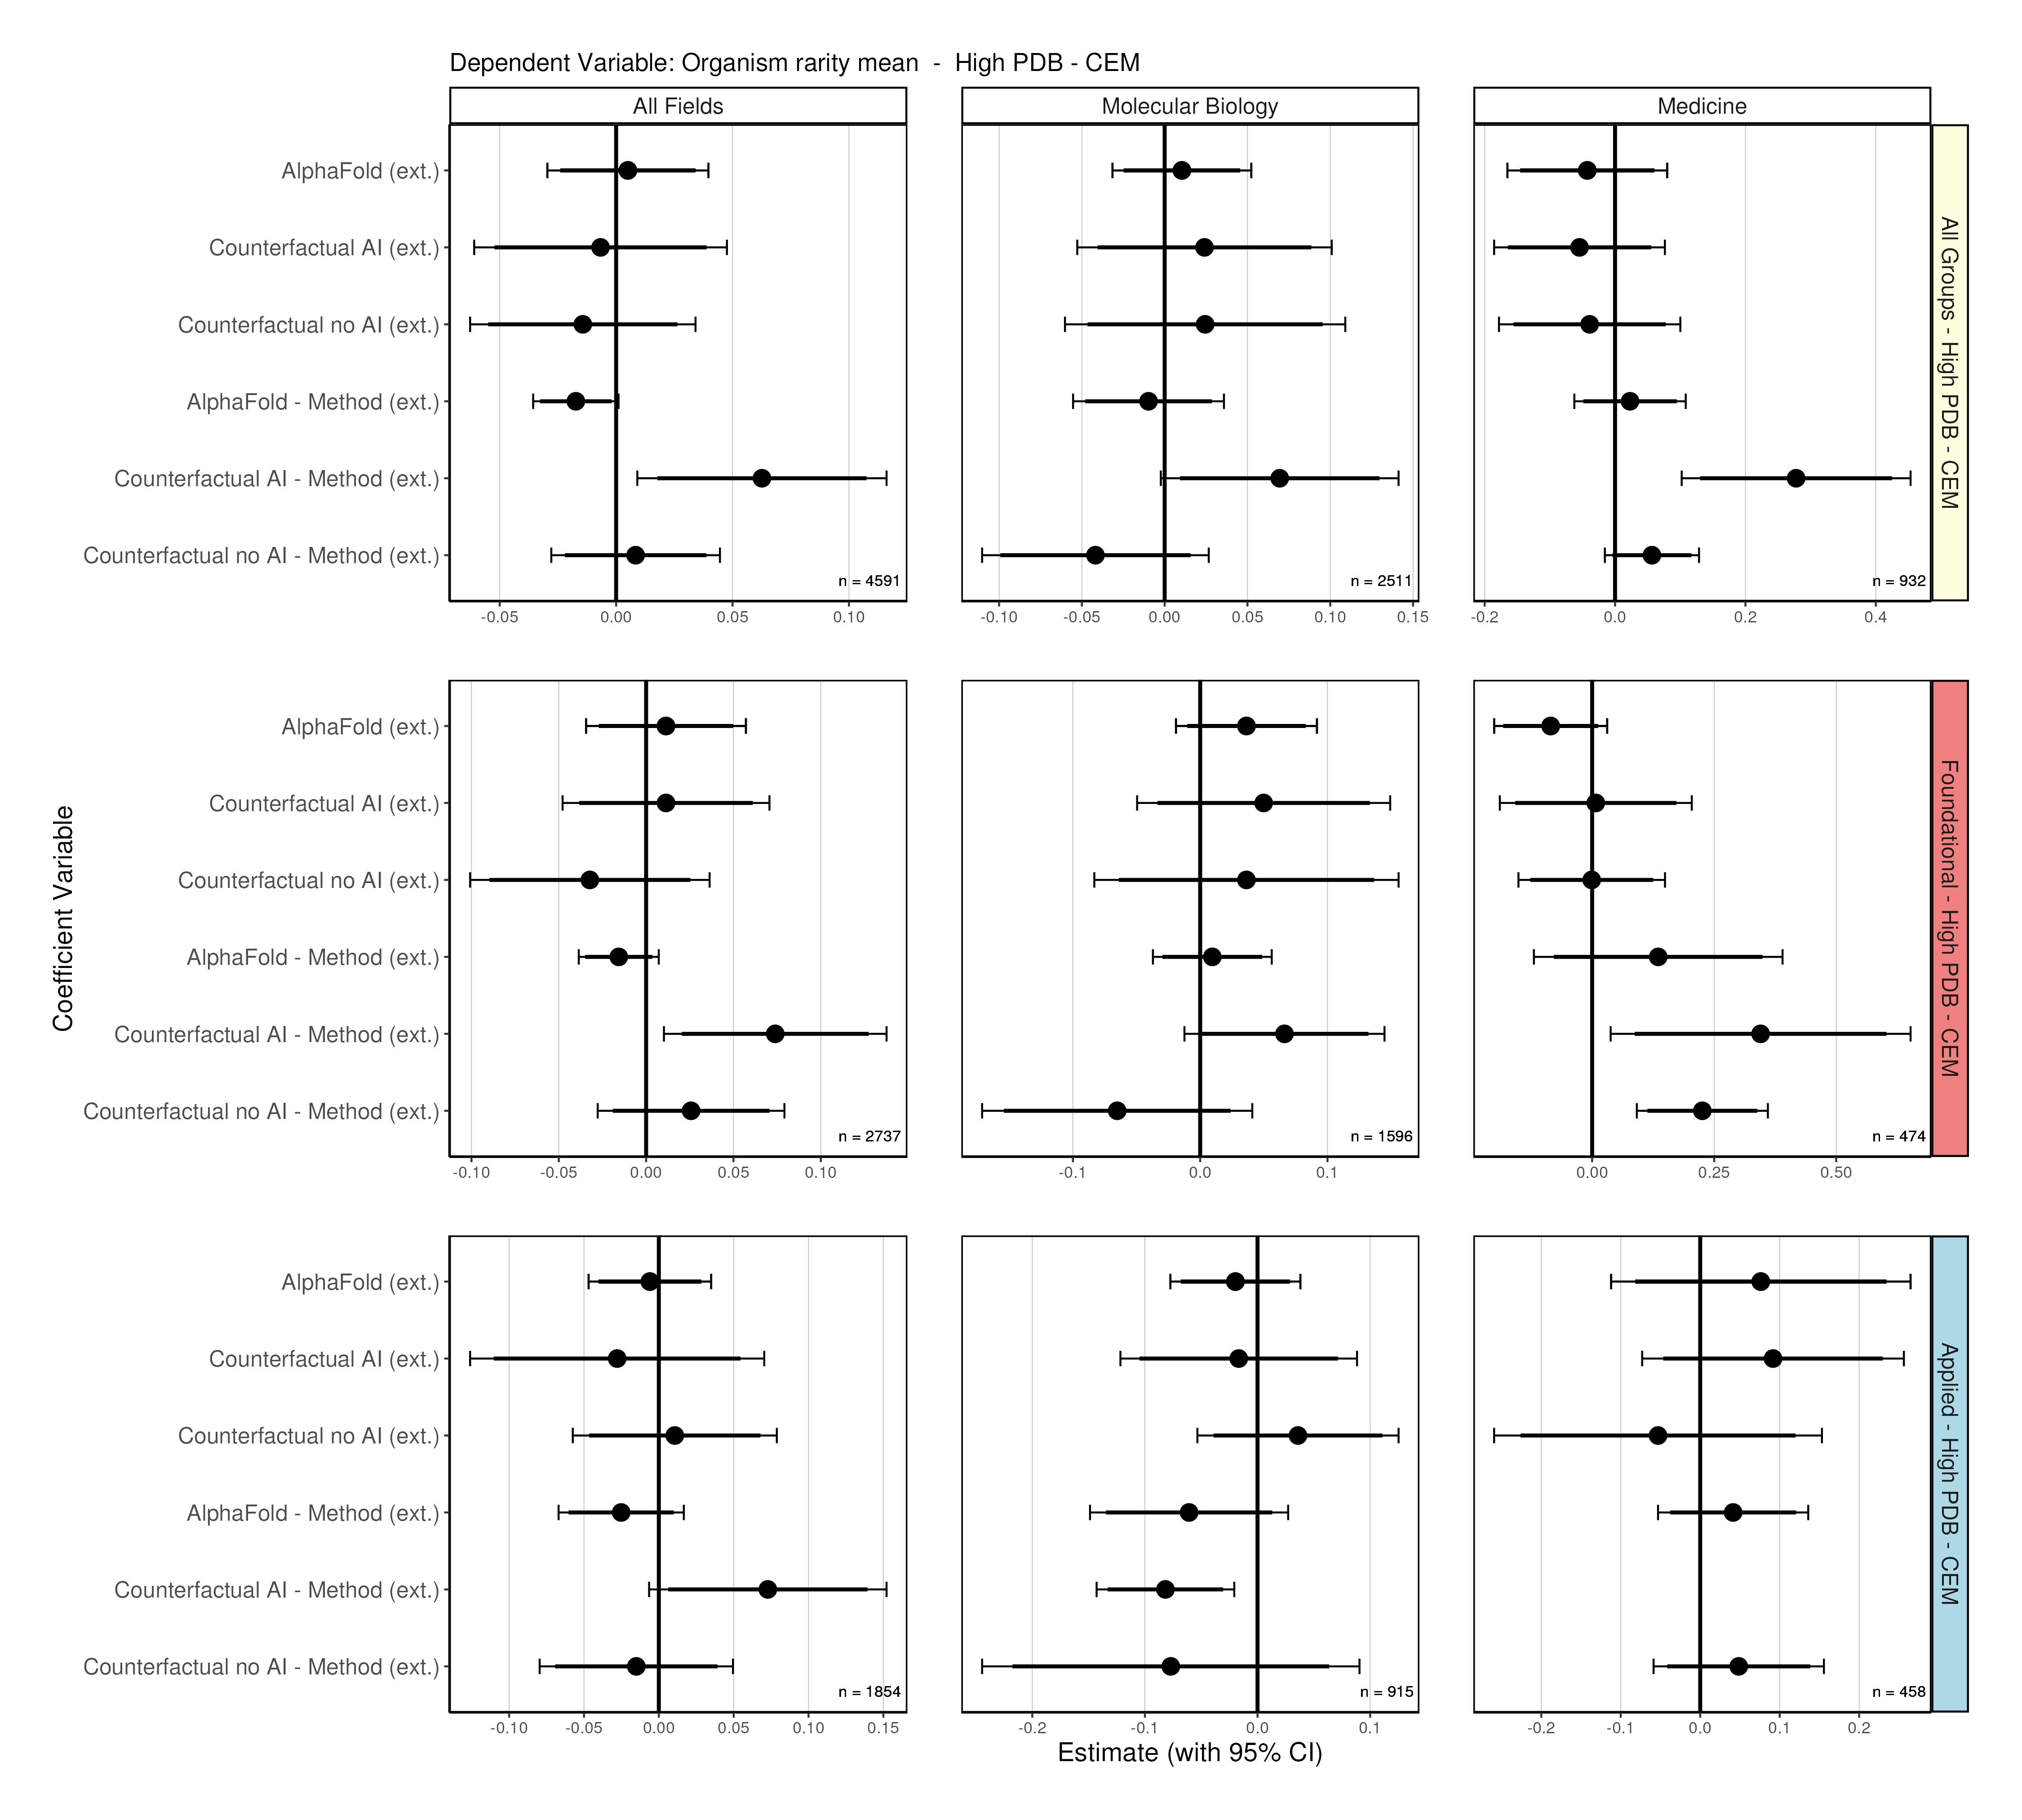 Dependent Variable: Organism rarity mean - High PDB - CEM
All Fields
Molecular Biology
Medicine
AlphaFold (ext.)
Counterfactual AI (ext.)
Counterfactual no AI (ext.)
AlphaFold - Method (ext.)
Counterfactual AI - Method (ext.)
Counterfactual no AI - Method (ext.)
n = 4591
n = 2511
n = 932
All Groups - High PDB - CEM
-0.05 0.00 0.05 0.10
-0.10 -0.05 0.00 0.05 0.10 0.15
-0.2 0.0 0.2 0.4
Coefficient Variable
AlphaFold (ext.)
Counterfactual AI (ext.)
Counterfactual no AI (ext.)
AlphaFold - Method (ext.)
Counterfactual AI - Method (ext.)
Counterfactual no AI - Method (ext.)
n = 2737
n = 1596
n = 474
Foundational - High PDB - CEM
-0.10 -0.05 0.00 0.05 0.10
-0.1 0.0 0.1
0.00 0.25 0.50
AlphaFold (ext.)
Counterfactual AI (ext.)
Counterfactual no AI (ext.)
AlphaFold - Method (ext.)
Counterfactual AI - Method (ext.)
Counterfactual no AI - Method (ext.)
n = 1854
n = 915
n = 458
Applied - High PDB - CEM
-0.10 -0.05 0.00 0.05 0.10 0.15
-0.2 -0.1 0.0 0.1
-0.2 -0.1 0.0 0.1 0.2
Estimate (with 95% CI)